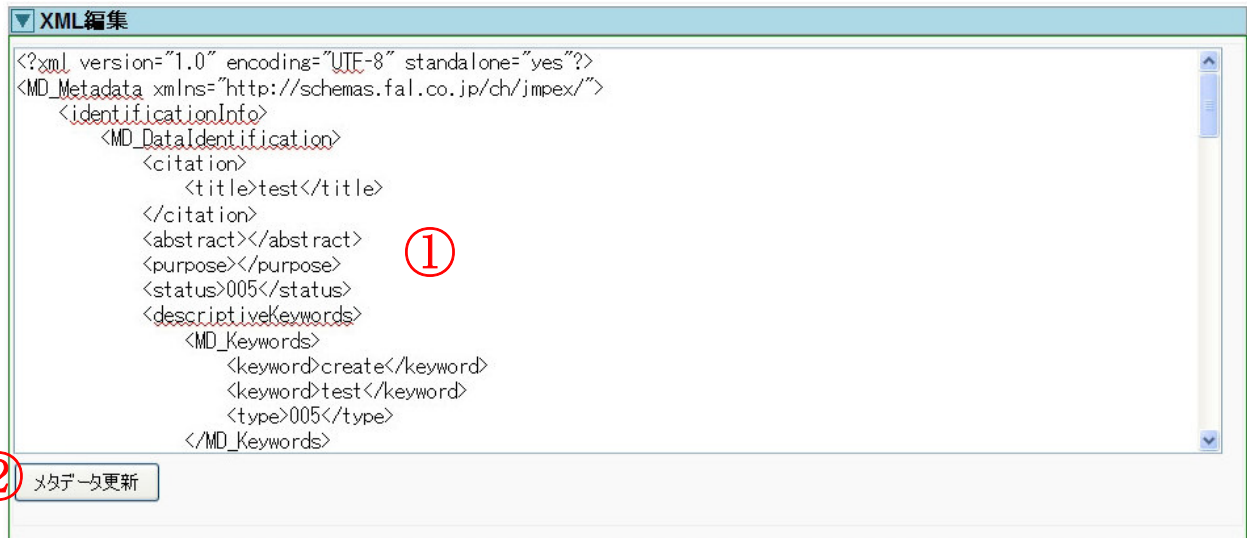 ▼ XML編集
<?xml version="1.0" encoding="UTF-8" standalone="yes"?>
<MD_Metadata xmlns="http://schemas.fal.co.jp/ch/jmpex/">
<identificationInfo>
<MD_DataIdentification>
<citation>
<title>test</title>
</citation>
<abstract></abstract>
①
<purpose></purpose>
<status>005</status>
<descriptiveKeywords>
<MD_Keywords>
<keyword>create</keyword>
<keyword>test</keyword>
<type>005</type>
</MD_Keywords>
② メタデータ更新